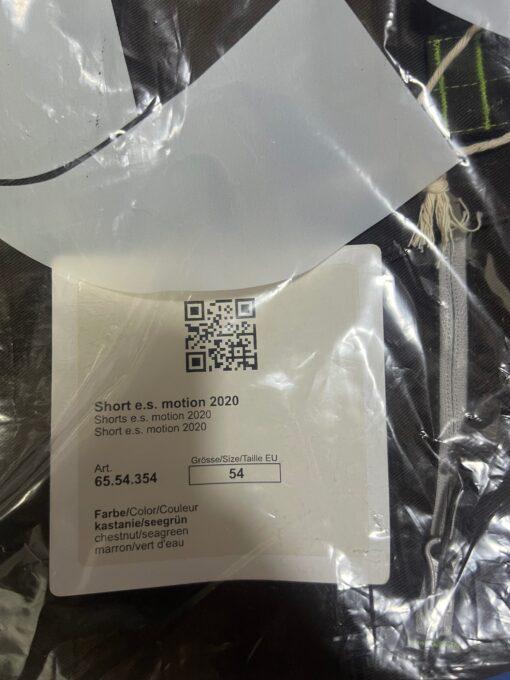 Short e.s. motion 2020
Shorts e.s. motion 2020
Short e.s. motion 2020
Art.
65.54.354
Grösse/Size/Taille EU
54
Farbe/Color/Couleur
kastanie/seegrün
chestnut/seagreen
marron/vert d'eau